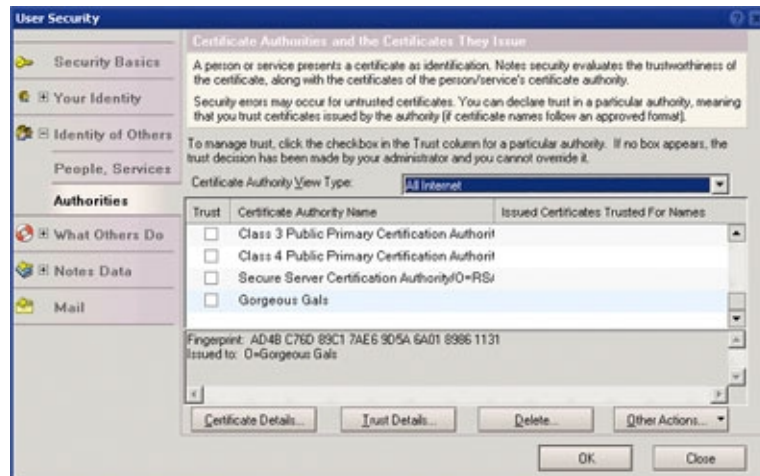 User Security
Security Basics
Your Identity
Identity of Others
People, Services
Authorities
What Others Do
Notes Data
Mail
Certificate Authorities and the Certificates They Issue
A person or service presents a certificate as identification. Notes security evaluates the trustworthiness of
the certificate, along with the certificates of the person/service's certificate authority.
Security errors may occur for untrusted certificates. You can declare trust in a particular authority, meaning
that you trust certificates issued by the authority (if certificate names follow an approved format).
To manage trust, click the checkbox in the Trust column for a particular authority. If no box appears, the
trust decision has been made by your administrator and you cannot override it.
Certificate Authority View Type: All Internet
Trust Certificate Authority Name Issued Certificates Trusted For Names
Class 3 Public Primary Certification Authorit
Class 4 Public Primary Certification Authorit
Secure Server Certification Authority/O=RSA
Gorgeous Gals
Fingerprint: AD4B C76D 89C1 7AE6 9D5A 6A01 8986 1131
Issued to: O=Gorgeous Gals
Certificate Details... Trust Details... Delete... Other Actions...
OK Close